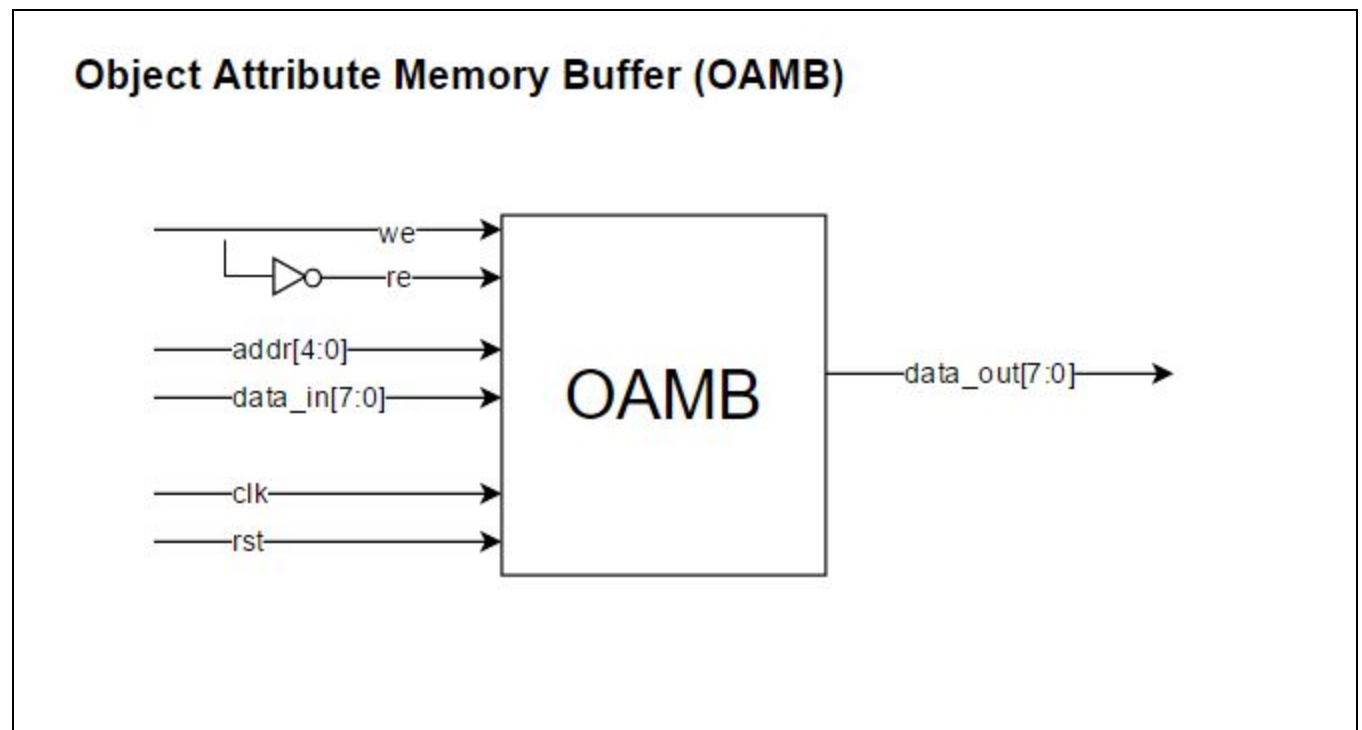 Object Attribute Memory Buffer (OAMB)
we
re
addr[4:0]
data_in[7:0]
clk
rst
OAMB
data_out[7:0]